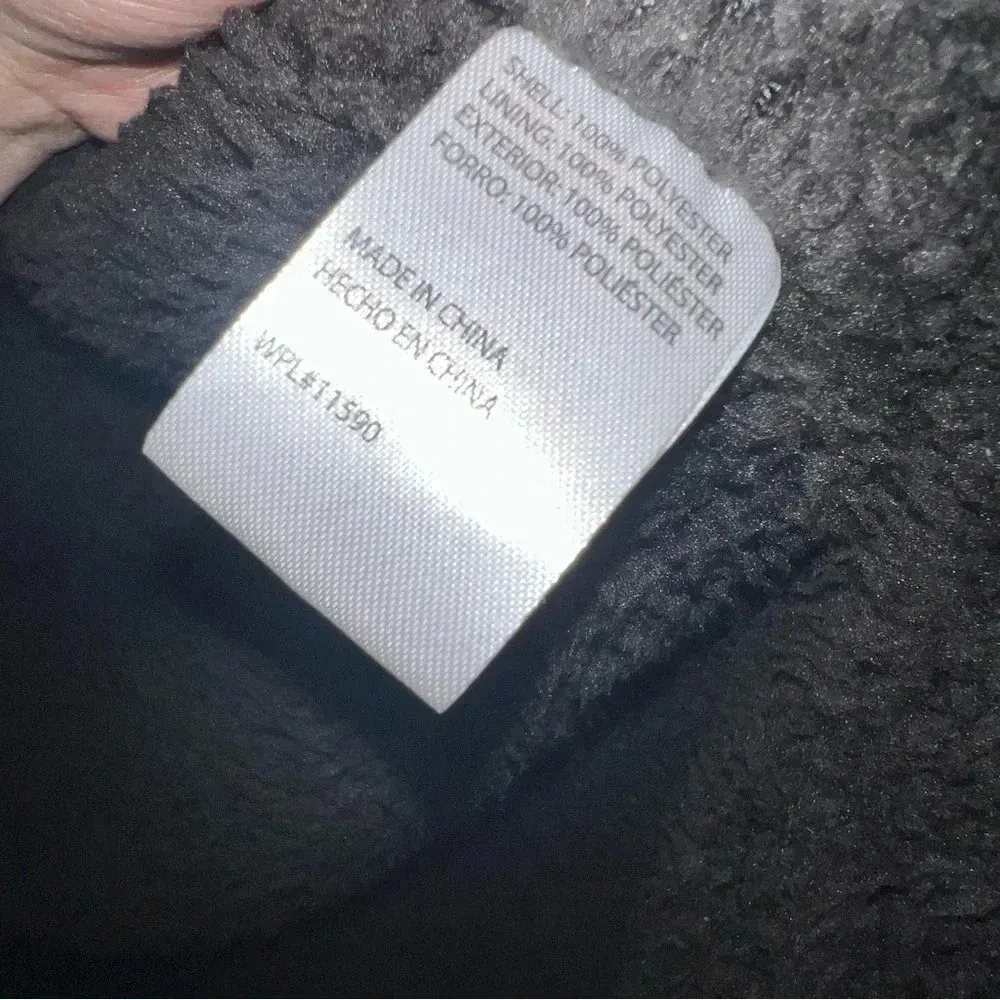 SHELL: 100% POLYESTER
LINING: 100% POLYESTER
EXTERIOR: 100% POLIÉSTER
FORRO: 100% POLIÉSTER
MADE IN CHINA
HECHO EN CHINA
WPL#11590